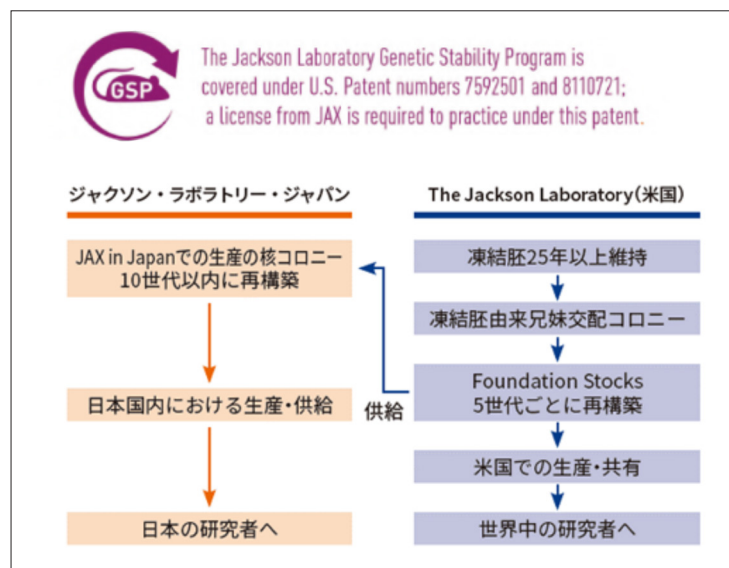 GSP
The Jackson Laboratory Genetic Stability Program is
covered under U.S. Patent numbers 7592501 and 8110721;
a license from JAX is required to practice under this patent.
ジャクソン・ラボラトリー・ジャパン
JAX in Japanでの生産の核コロニー
10世代以内に再構築
日本国内における生産・供給
日本の研究者へ
供給
The Jackson Laboratory(米国)
凍結胚25年以上維持
凍結胚由来兄妹交配コロニー
Foundation Stocks
5世代ごとに再構築
米国での生産・共有
世界中の研究者へ